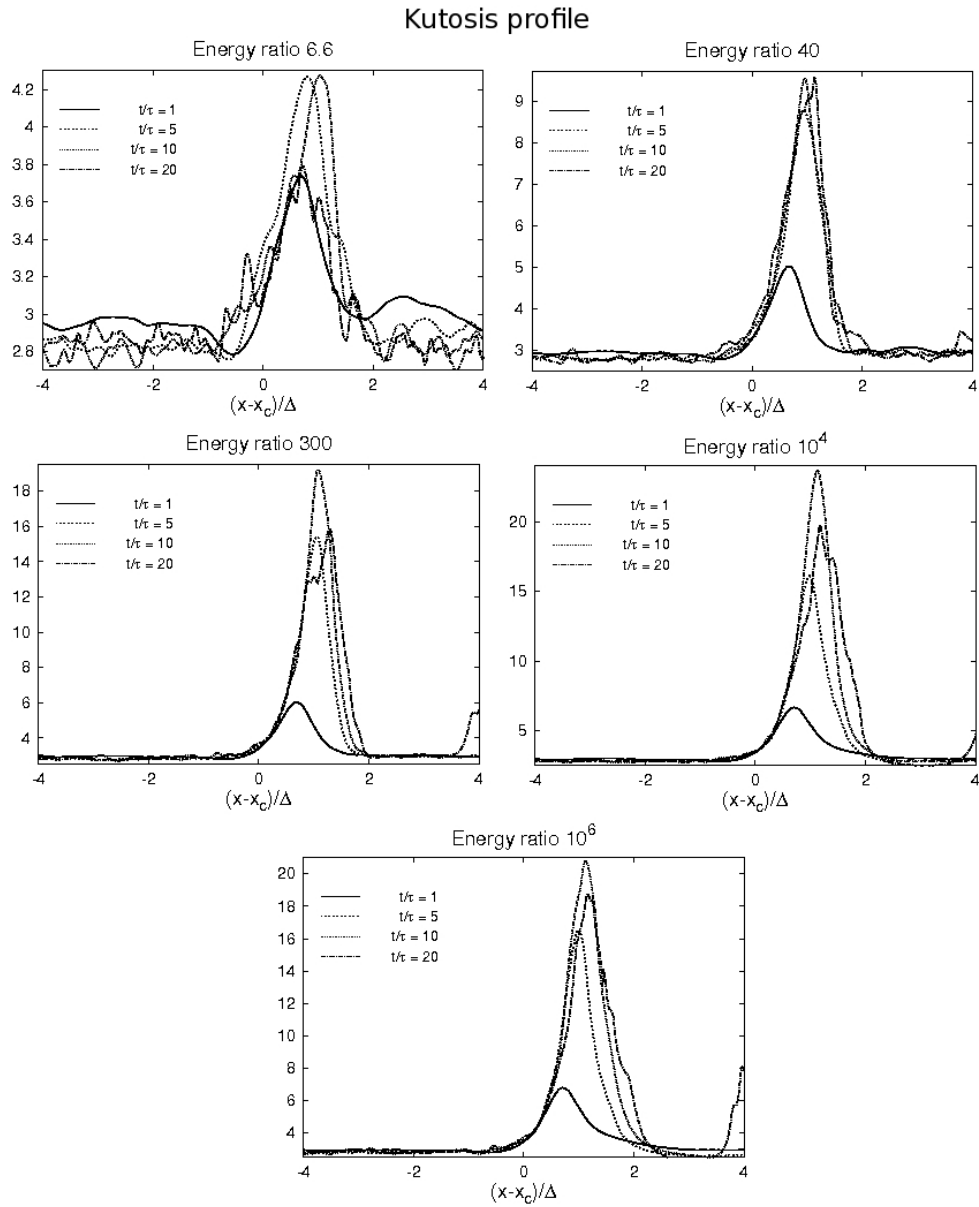 Kutosis profile
Energy ratio 6.6
t/τ = 1
t/τ = 5
t/τ = 10
t/τ = 20
4.2
4
3.8
3.6
3.4
3.2
3
2.8
-4 -2 0 2 4
(x-x_c)/Δ
Energy ratio 40
t/τ = 1
t/τ = 5
t/τ = 10
t/τ = 20
9
8
7
6
5
4
3
-4 -2 0 2 4
(x-x_c)/Δ
Energy ratio 300
t/τ = 1
t/τ = 5
t/τ = 10
t/τ = 20
18
16
14
12
10
8
6
4
-4 -2 0 2 4
(x-x_c)/Δ
Energy ratio 10^4
t/τ = 1
t/τ = 5
t/τ = 10
t/τ = 20
20
15
10
5
-4 -2 0 2 4
(x-x_c)/Δ
Energy ratio 10^6
t/τ = 1
t/τ = 5
t/τ = 10
t/τ = 20
20
18
16
14
12
10
8
6
4
-4 -2 0 2 4
(x-x_c)/Δ